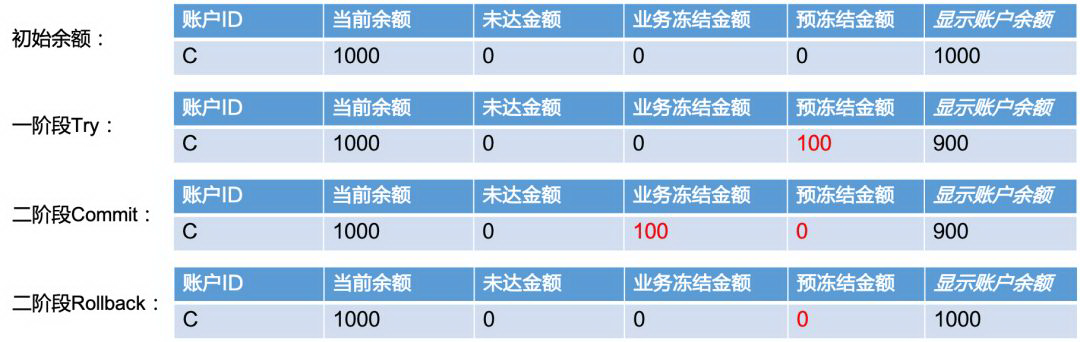 账户ID 当前余额 未达金额 业务冻结金额 预冻结金额 显示账户余额
初始余额：
C 1000 0 0 0 1000
账户ID 当前余额 未达金额 业务冻结金额 预冻结金额 显示账户余额
一阶段Try：
C 1000 0 0 100 900
账户ID 当前余额 未达金额 业务冻结金额 预冻结金额 显示账户余额
二阶段Commit：
C 1000 0 100 0 900
账户ID 当前余额 未达金额 业务冻结金额 预冻结金额 显示账户余额
二阶段Rollback：
C 1000 0 0 0 1000